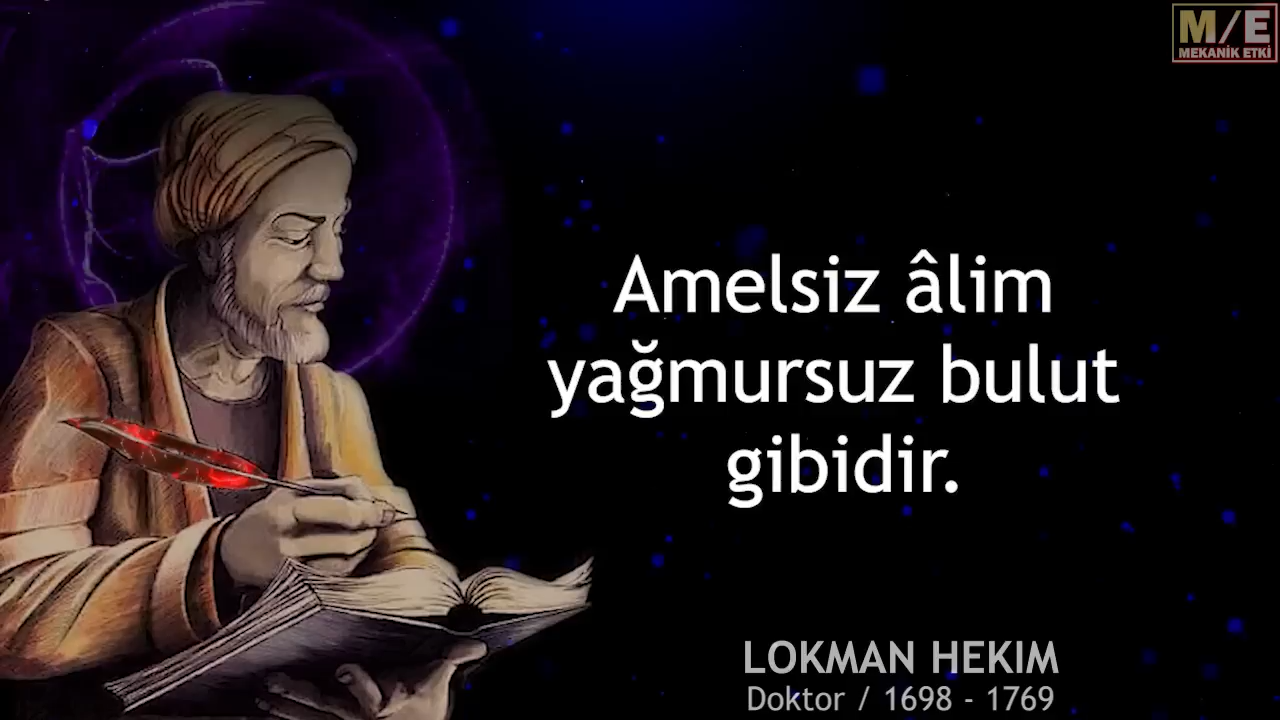 M/E
MEKANİK ETKİ
Amelsiz âlim
yağmursuz bulut
gibidir.
LOKMAN HEKIM
Doktor / 1698 - 1769